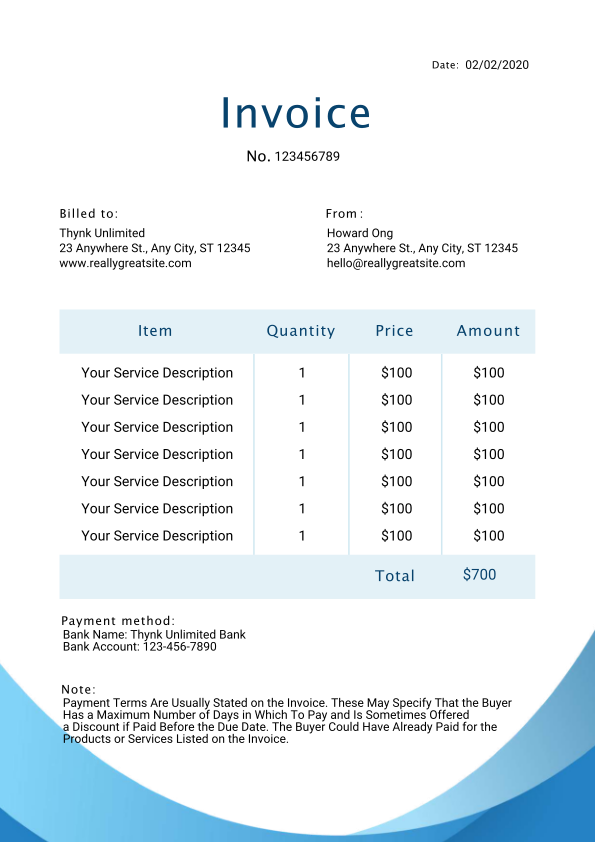 Date: 02/02/2020
Invoice
No. 123456789
Billed to:
Thynk Unlimited
23 Anywhere St., Any City, ST 12345
www.reallygreatsite.com
From :
Howard Ong
23 Anywhere St., Any City, ST 12345
hello@reallygreatsite.com
Item Quantity Price Amount
Your Service Description 1 $100 $100
Your Service Description 1 $100 $100
Your Service Description 1 $100 $100
Your Service Description 1 $100 $100
Your Service Description 1 $100 $100
Your Service Description 1 $100 $100
Your Service Description 1 $100 $100
Total $700
Payment method:
Bank Name: Thynk Unlimited Bank
Bank Account: 123-456-7890
Note:
Payment Terms Are Usually Stated on the Invoice. These May Specify That the Buyer
Has a Maximum Number of Days in Which To Pay and Is Sometimes Offered
a Discount if Paid Before the Due Date. The Buyer Could Have Already Paid for the
Products or Services Listed on the Invoice.